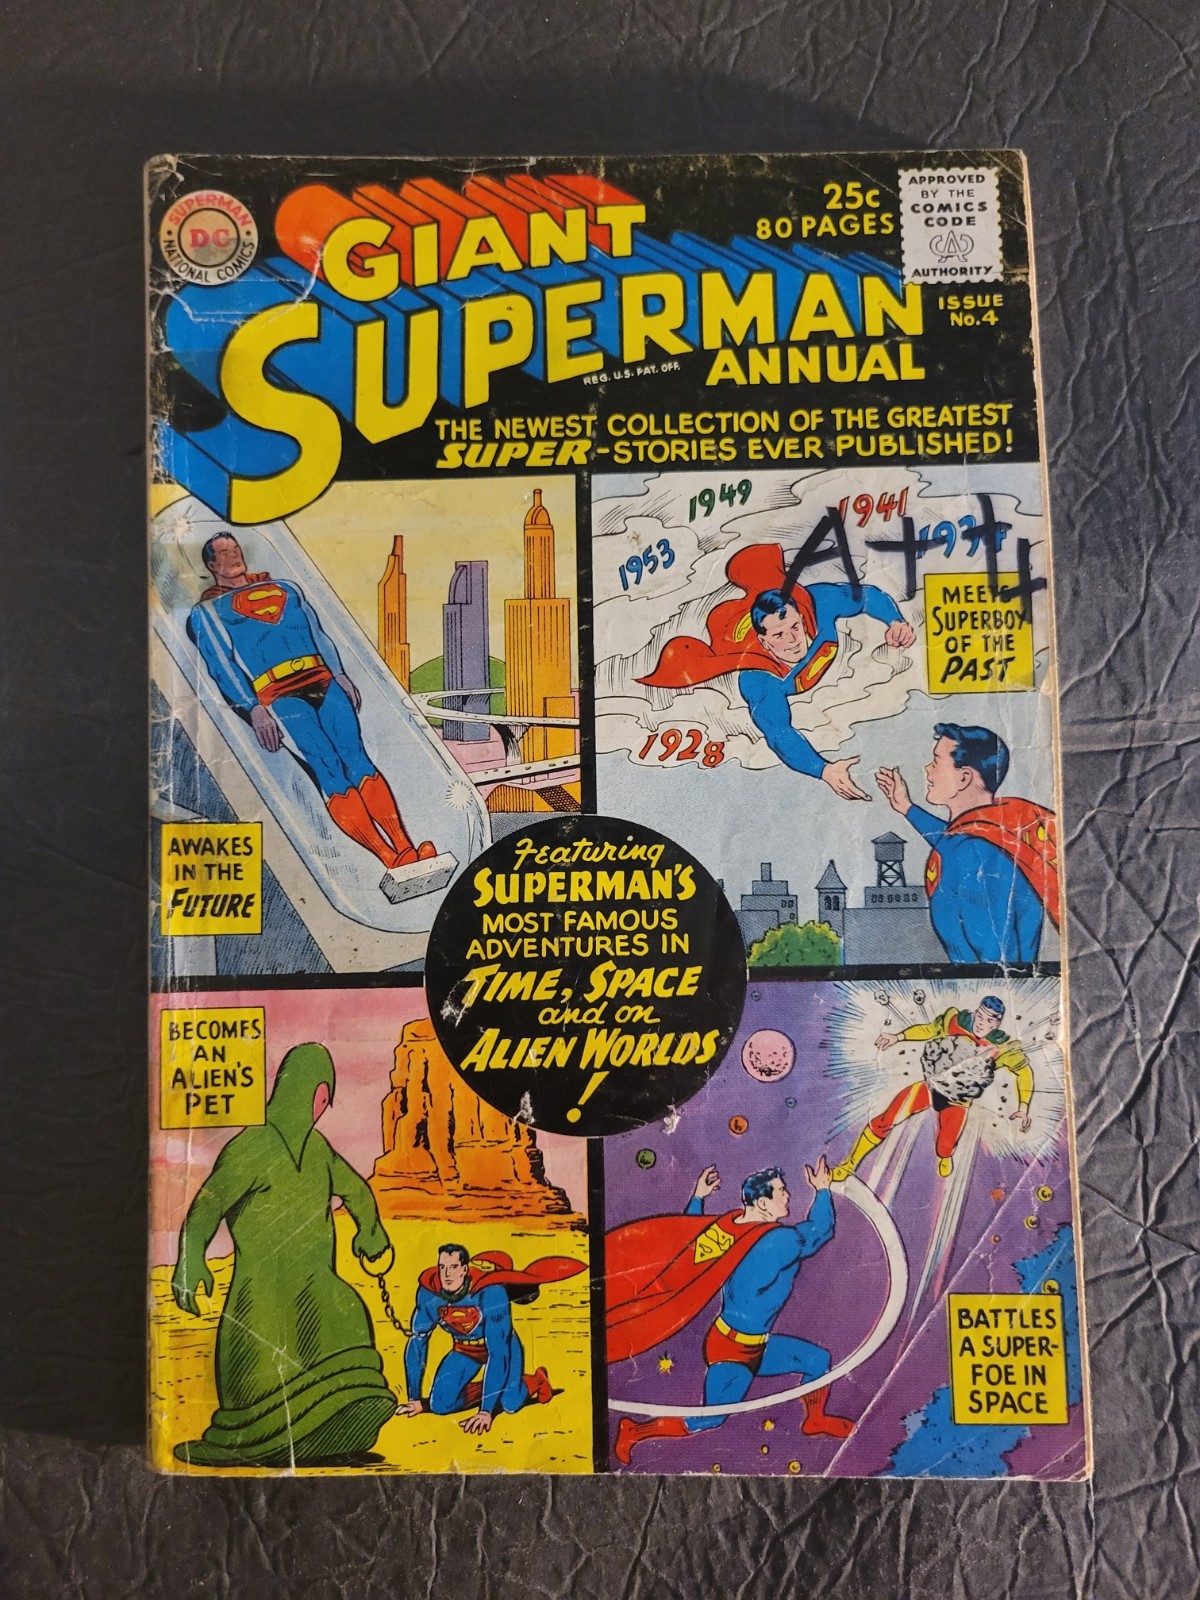 SUPERMAN
DC
NATIONAL COMICS
GIANT
SUPERMAN
ANNUAL
REG. U.S. PAT. OFF.
25c
80 PAGES
APPROVED
BY THE
COMICS
CODE
AUTHORITY
ISSUE
No. 4
THE NEWEST COLLECTION OF THE GREATEST
SUPER-STORIES EVER PUBLISHED!
1949
1941
1953
1928
MEETS
SUPERBOY
OF THE
PAST
AWAKES
IN THE
FUTURE
Featuring
SUPERMAN'S
MOST FAMOUS
ADVENTURES IN
TIME, SPACE
and on
ALIEN WORLDS
!
BECOMES
AN
ALIEN'S
PET
BATTLES
A SUPER-
FOE IN
SPACE